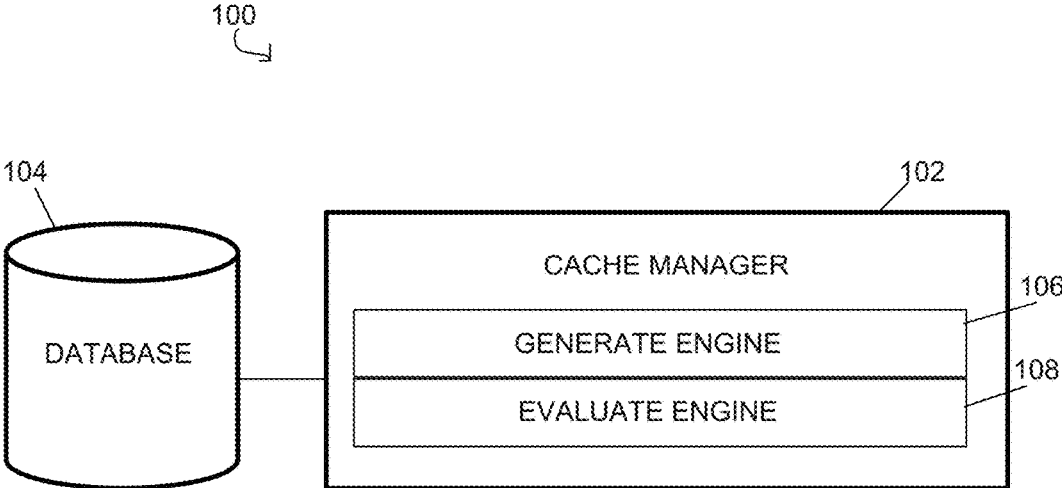 100
104
102
CACHE MANAGER
106
GENERATE ENGINE
DATABASE
108
EVALUATE ENGINE